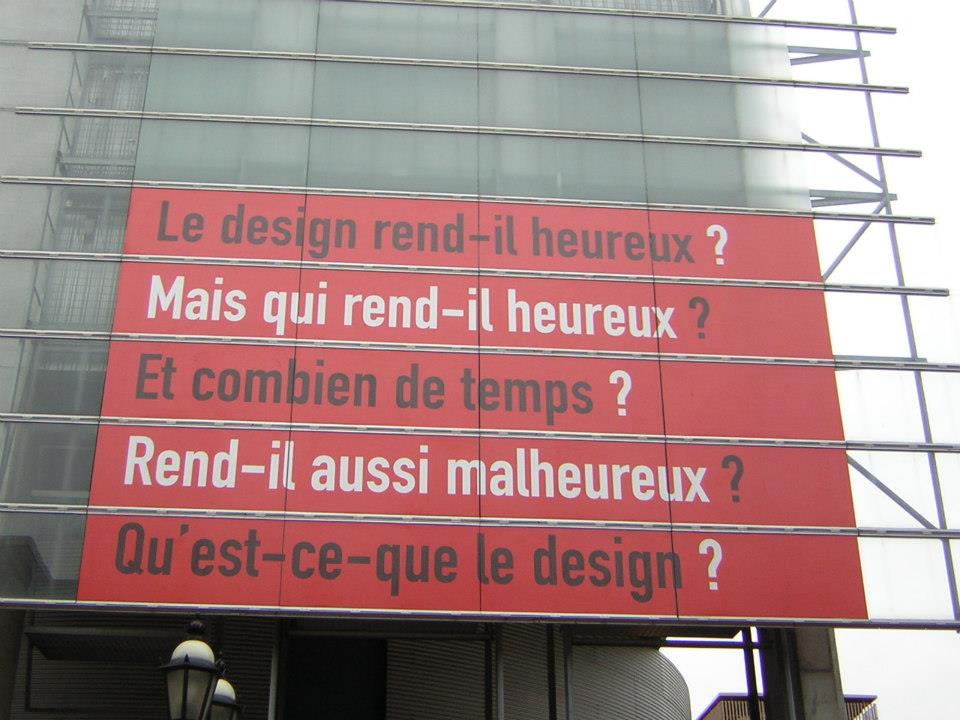 Le design rend-il heureux ?
Mais qui rend-il heureux ?
Et combien de temps ?
Rend-il aussi malheureux ?
Qu'est-ce-que le design ?